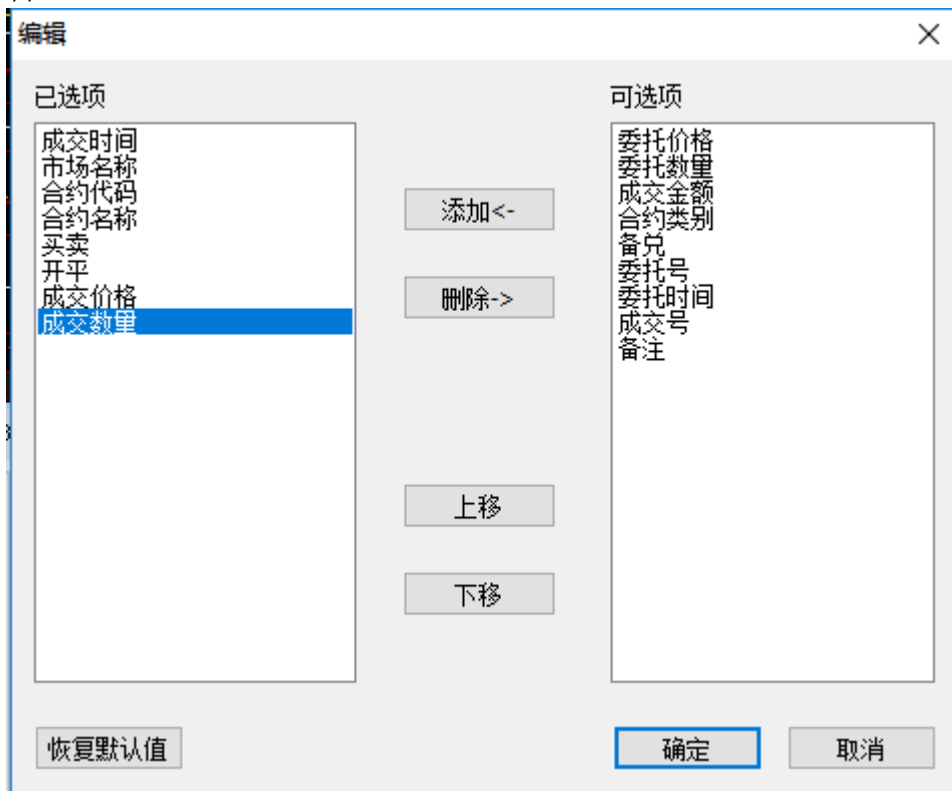 编辑
已选项
成交时间
市场名称
合约代码
合约名称
买卖
开平
成交价格
成交数量
添加<-
删除->
上移
下移
可选项
委托价格
委托数量
成交金额
合约类别
备兑
委托号
委托时间
成交号
备注
恢复默认值
确定
取消